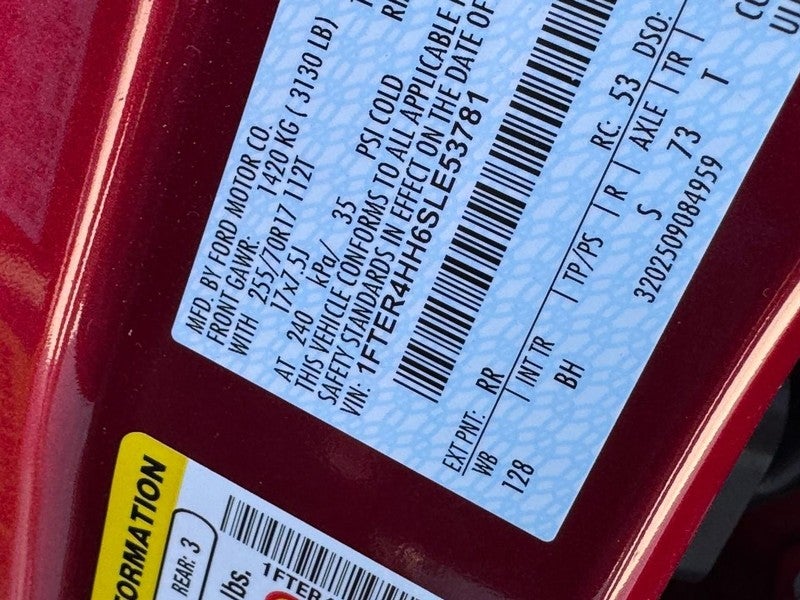 MFD. BY FORD MOTOR CO.
FRONT GAWR: 1420 KG ( 3130 LB)
WITH 255/70R17 112T
17x7.5J
AT 240 kPa/ 35 PSI COLD
THIS VEHICLE CONFORMS TO ALL APPLICABLE
SAFETY STANDARDS IN EFFECT ON THE DATE OF
VIN: 1FTER4HH6SLE53781
EXT PNT: RR RC: 53 DSO:
WB | INT TR | TP/PS | R | AXLE | TR |
128 BH S 73 T
3202509084959
ORMATION
REAR: 3
lbs.
1FTER4